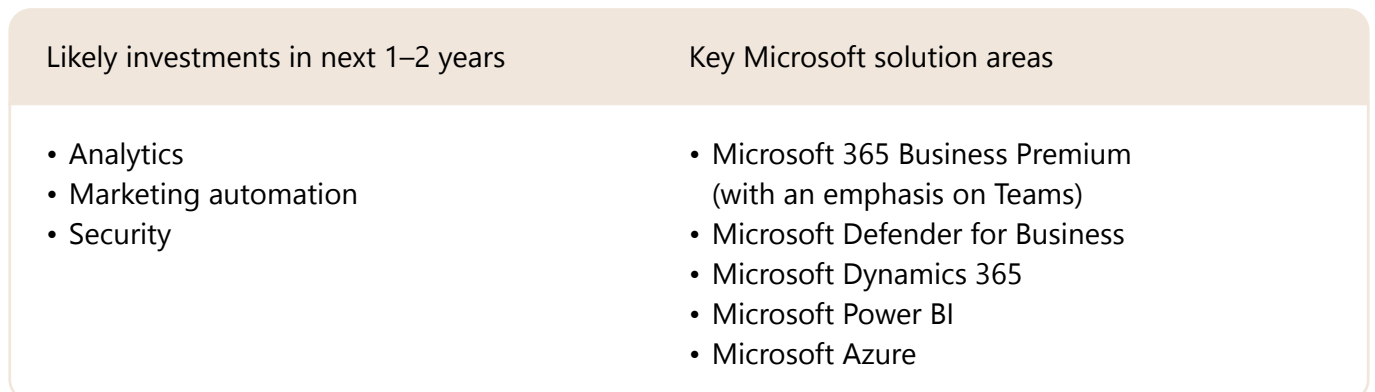 Likely investments in next 1–2 years
Key Microsoft solution areas
• Analytics
• Marketing automation
• Security
• Microsoft 365 Business Premium
(with an emphasis on Teams)
• Microsoft Defender for Business
• Microsoft Dynamics 365
• Microsoft Power BI
• Microsoft Azure